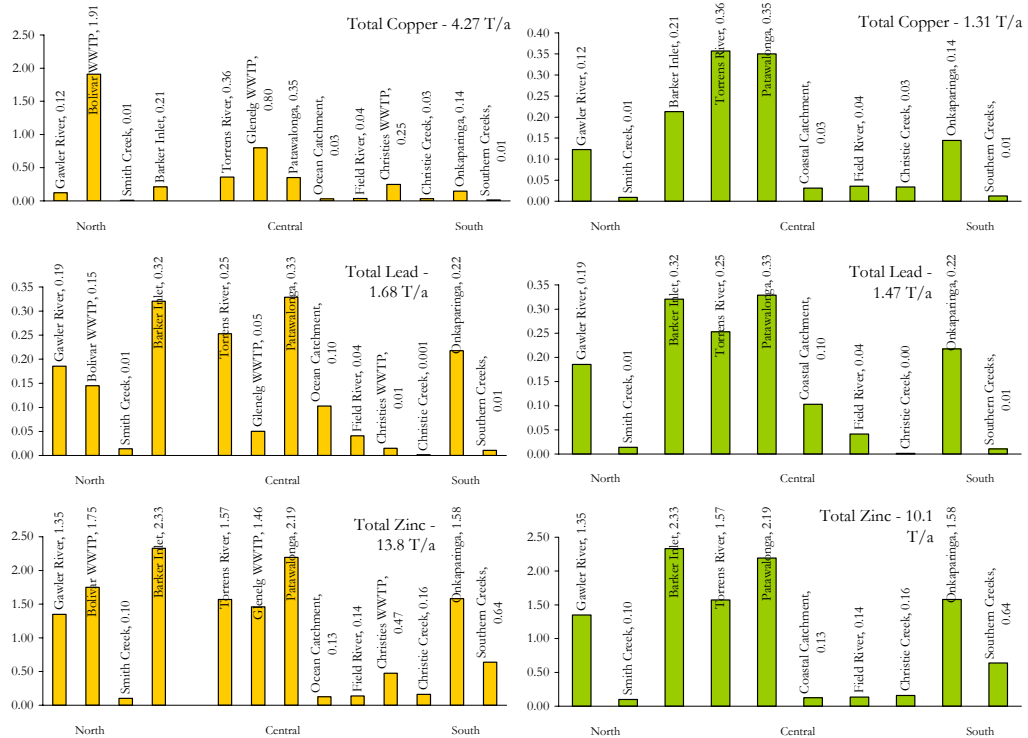 Total Copper - 4.27 T/a
2.50
2.00
1.50
1.00
0.50
0.00
Gawler River, 0.12
Bolivar WWTP, 1.91
Smith Creek, 0.01
Barker Inlet, 0.21
Torrens River, 0.36
Glenelg WWTP,
0.80
Patawalonga, 0.35
Ocean Catchment,
0.03
Field River, 0.04
Christies WWTP,
0.25
Christie Creek, 0.03
Onkaparinga, 0.14
Southern Creeks,
0.01
North
Central
South
Total Copper - 1.31 T/a
0.40
0.35
0.30
0.25
0.20
0.15
0.10
0.05
0.00
Gawler River, 0.12
Smith Creek, 0.01
Barker Inlet, 0.21
Torrens River, 0.36
Patawalonga, 0.35
Coastal Catchment,
0.03
Field River, 0.04
Christie Creek, 0.03
Onkaparinga, 0.14
Southern Creeks,
0.01
North
Central
South
Total Lead -
1.68 T/a
0.35
0.30
0.25
0.20
0.15
0.10
0.05
0.00
Gawler River, 0.19
Bolivar WWTP, 0.15
Smith Creek, 0.01
Barker Inlet, 0.32
Torrens River, 0.25
Glenelg WWTP, 0.05
Patawalonga, 0.33
Ocean Catchment,
0.10
Field River, 0.04
Christies WWTP,
0.01
Christie Creek, 0.001
Onkaparinga, 0.22
Southern Creeks,
0.01
North
Central
South
Total Lead -
1.47 T/a
0.35
0.30
0.25
0.20
0.15
0.10
0.05
0.00
Gawler River, 0.19
Smith Creek, 0.01
Barker Inlet, 0.32
Torrens River, 0.25
Patawalonga, 0.33
Coastal Catchment,
0.10
Field River, 0.04
Christie Creek, 0.00
Onkaparinga, 0.22
Southern Creeks,
0.01
North
Central
South
Total Zinc -
13.8 T/a
2.50
2.00
1.50
1.00
0.50
0.00
Gawler River, 1.35
Bolivar WWTP, 1.75
Smith Creek, 0.10
Barker Inlet, 2.33
Torrens River, 1.57
Glenelg WWTP, 1.46
Patawalonga, 2.19
Ocean Catchment,
0.13
Field River, 0.14
Christies WWTP,
0.47
Christie Creek, 0.16
Onkaparinga, 1.58
Southern Creeks,
0.64
North
Central
South
Total Zinc - 10.1
T/a
2.50
2.00
1.50
1.00
0.50
0.00
Gawler River, 1.35
Smith Creek, 0.10
Barker Inlet, 2.33
Torrens River, 1.57
Patawalonga, 2.19
Coastal Catchment,
0.13
Field River, 0.14
Christie Creek, 0.16
Onkaparinga, 1.58
Southern Creeks,
0.64
North
Central
South